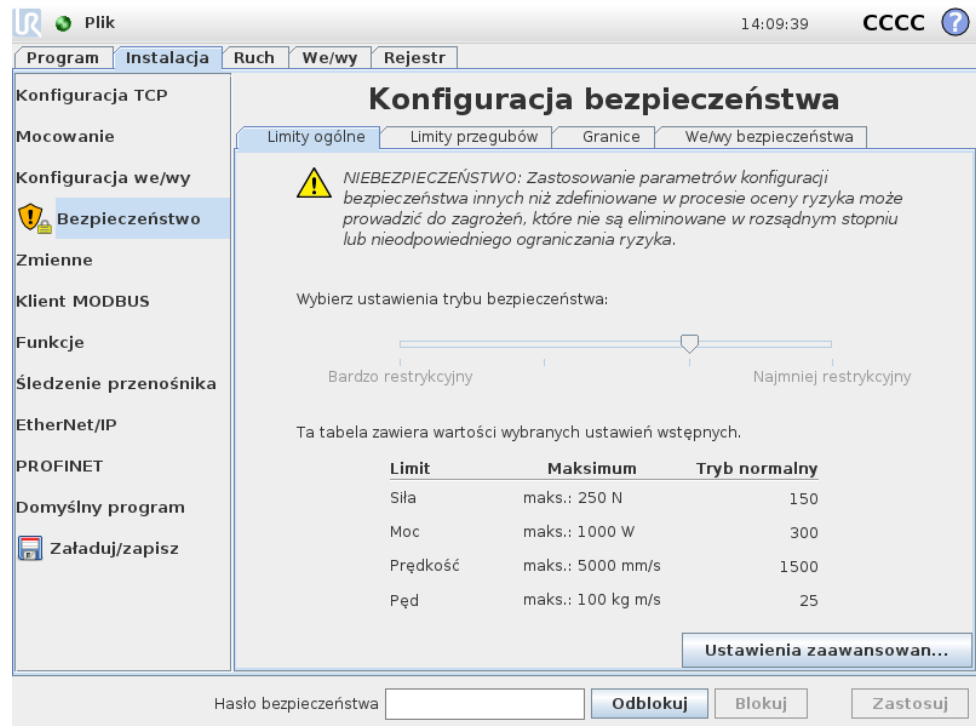 UR Plik 14:09:39 CCCC ?
Program Instalacja Ruch We/wy Rejestr
Konfiguracja TCP
Mocowanie
Konfiguracja we/wy
Bezpieczeństwo
Zmienne
Klient MODBUS
Funkcje
Śledzenie przenośnika
EtherNet/IP
PROFINET
Domyślny program
Załaduj/zapisz
Konfiguracja bezpieczeństwa
Limity ogólne Limity przegubów Granice We/wy bezpieczeństwa
NIEBEZPIECZEŃSTWO: Zastosowanie parametrów konfiguracji
bezpieczeństwa innych niż zdefiniowane w procesie oceny ryzyka może
prowadzić do zagrożeń, które nie są eliminowane w rozsądnym stopniu
lub nieodpowiedniego ograniczania ryzyka.
Wybierz ustawienia trybu bezpieczeństwa:
Bardzo restrykcyjny Najmniej restrykcyjny
Ta tabela zawiera wartości wybranych ustawień wstępnych.
Limit Maksimum Tryb normalny
Siła maks.: 250 N 150
Moc maks.: 1000 W 300
Prędkość maks.: 5000 mm/s 1500
Pęd maks.: 100 kg m/s 25
Ustawienia zaawansowan...
Hasło bezpieczeństwa Odblokuj Blokuj Zastosuj